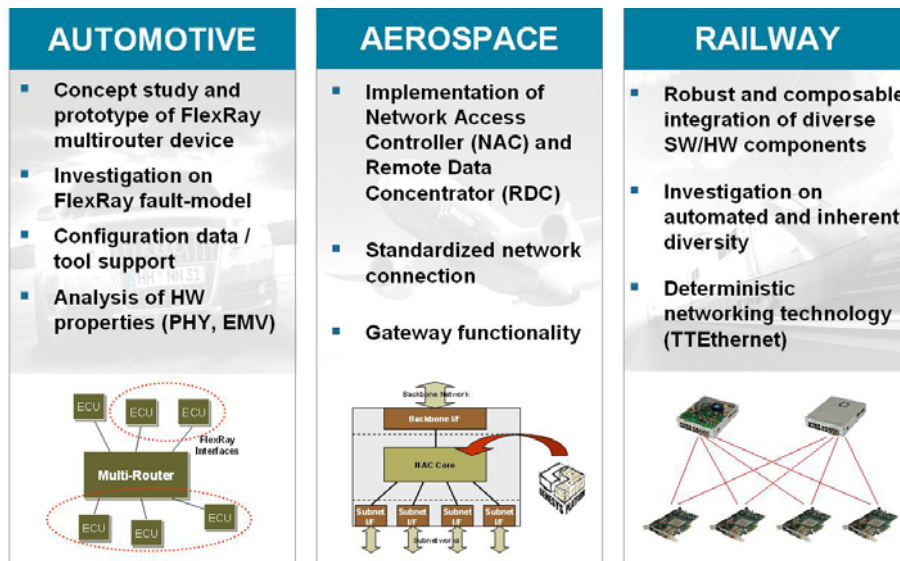 AUTOMOTIVE
Concept study and
prototype of FlexRay
multirouter device
Investigation on
FlexRay fault-model
Configuration data /
tool support
Analysis of HW
properties (PHY, EMV)
ECU
ECU
ECU
FlexRay
Interfaces
Multi-Router
ECU
ECU
ECU
AEROSPACE
Implementation of
Network Access
Controller (NAC) and
Remote Data
Concentrator (RDC)
Standardized network
connection
Gateway functionality
Backbone Network
Backbone I/F
NAC Core
Subnet
I/F
Subnet
I/F
Subnet
I/F
Subnet
I/F
Subnetworks
RAILWAY
Robust and composable
integration of diverse
SW/HW components
Investigation on
automated and inherent
diversity
Deterministic
networking technology
(TTEthernet)